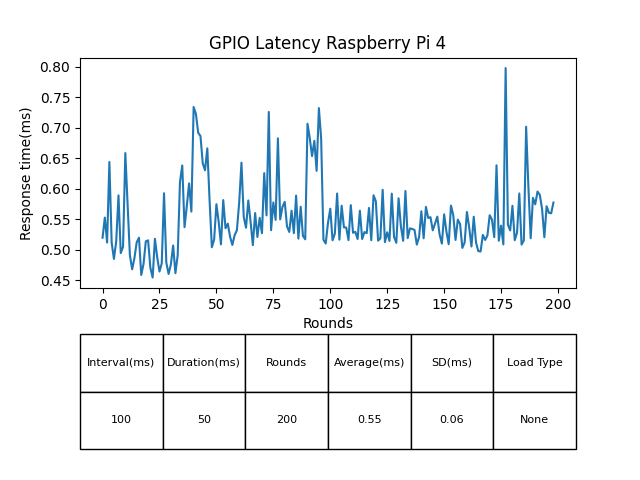 GPIO Latency Raspberry Pi 4
0.80
0.75
0.70
0.65
0.60
0.55
0.50
0.45
Response time(ms)
0 25 50 75 100 125 150 175 200
Rounds
Interval(ms) Duration(ms) Rounds Average(ms) SD(ms) Load Type
100 50 200 0.55 0.06 None